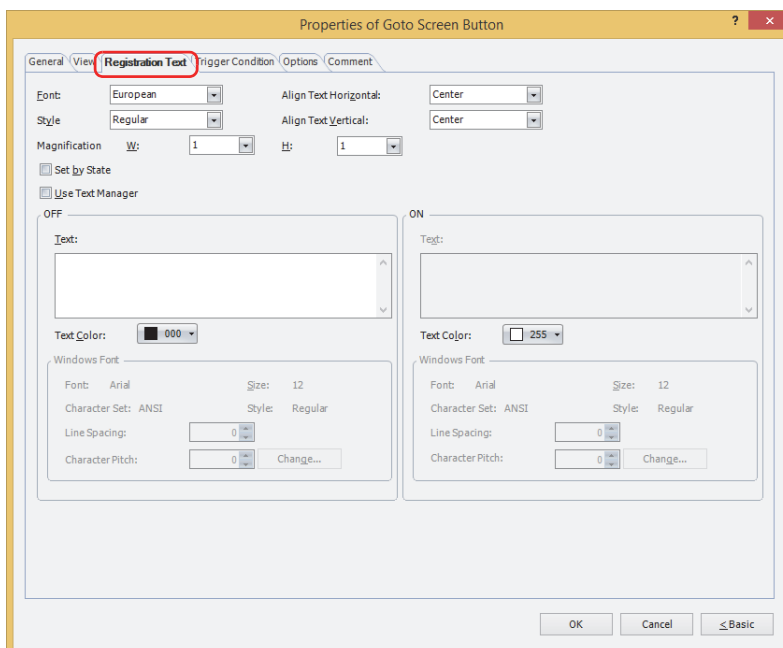 Properties of Goto Screen Button
? ×
General View Registration Text Trigger Condition Options Comment
Font: European Align Text Horizontal: Center
Style Regular Align Text Vertical: Center
Magnification W: 1 H: 1
Set by State
Use Text Manager
OFF ON
Text: Text:
Text Color: 000 Text Color: 255
Windows Font Windows Font
Font: Arial Size: 12 Font: Arial Size: 12
Character Set: ANSI Style: Regular Character Set: ANSI Style: Regular
Line Spacing: 0 Line Spacing: 0
Character Pitch: 0 Change... Character Pitch: 0 Change...
OK Cancel < Basic